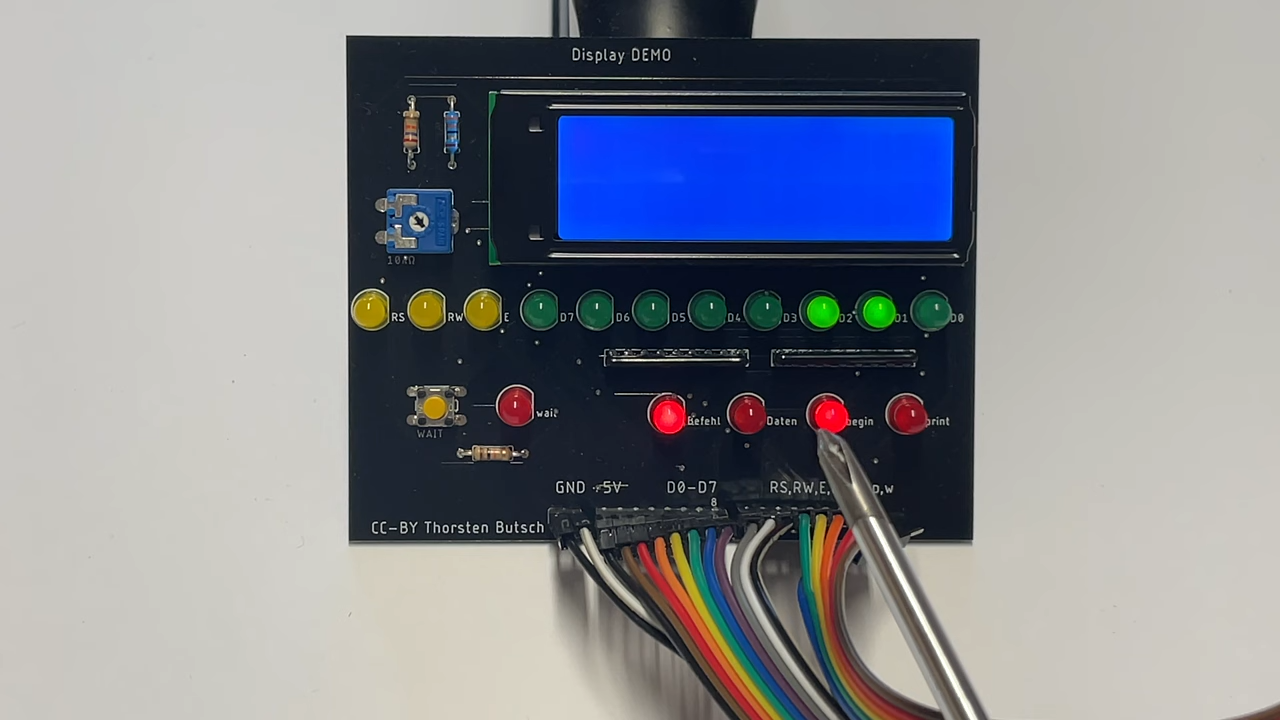 Display DEMO
10kΩ
RS RW E D7 D6 D5 D4 D3 D2 D1 D0
wait Befehl Daten begin print
WAIT
GND +5V D0-D7 RS,RW,E, p,w
8
CC-BY Thorsten Butsch